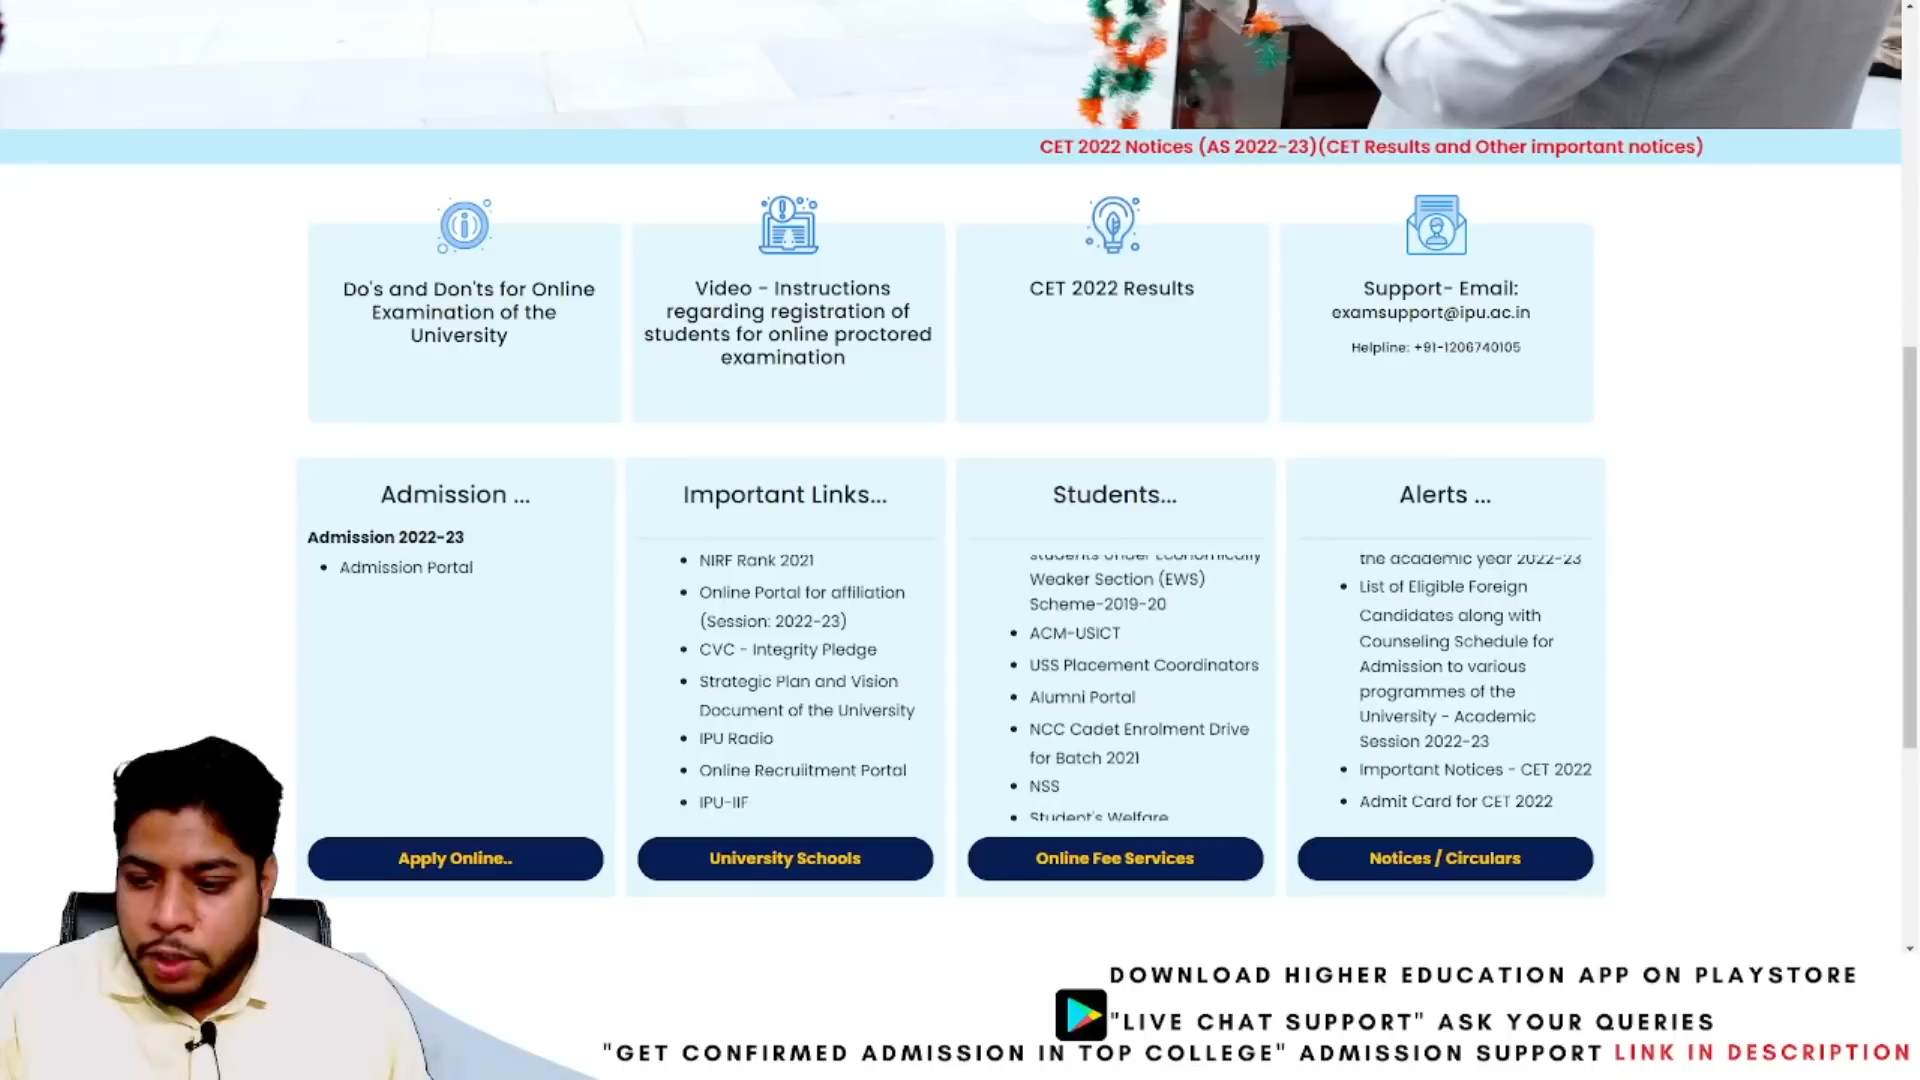 CET 2022 Notices (AS 2022-23)(CET Results and Other important notices)
Do's and Don'ts for Online
Examination of the
University
Video - Instructions
regarding registration of
students for online proctored
examination
CET 2022 Results
Support- Email:
examsupport@ipu.ac.in
Helpline: +91-1206740105
Admission ...
Admission 2022-23
Admission Portal
Apply Online..
Important Links...
NIRF Rank 2021
Online Portal for affiliation
(Session: 2022-23)
CVC - Integrity Pledge
Strategic Plan and Vision
Document of the University
IPU Radio
Online Recruiitment Portal
IPU-IIF
University Schools
Students...
students under Economically
Weaker Section (EWS)
Scheme-2019-20
ACM-USICT
USS Placement Coordinators
Alumni Portal
NCC Cadet Enrolment Drive
for Batch 2021
NSS
Student's Welfare
Online Fee Services
Alerts ...
the academic year 2022-23
List of Eligible Foreign
Candidates along with
Counseling Schedule for
Admission to various
programmes of the
University - Academic
Session 2022-23
Important Notices - CET 2022
Admit Card for CET 2022
Notices / Circulars
DOWNLOAD HIGHER EDUCATION APP ON PLAYSTORE
"LIVE CHAT SUPPORT" ASK YOUR QUERIES
"GET CONFIRMED ADMISSION IN TOP COLLEGE" ADMISSION SUPPORT LINK IN DESCRIPTION